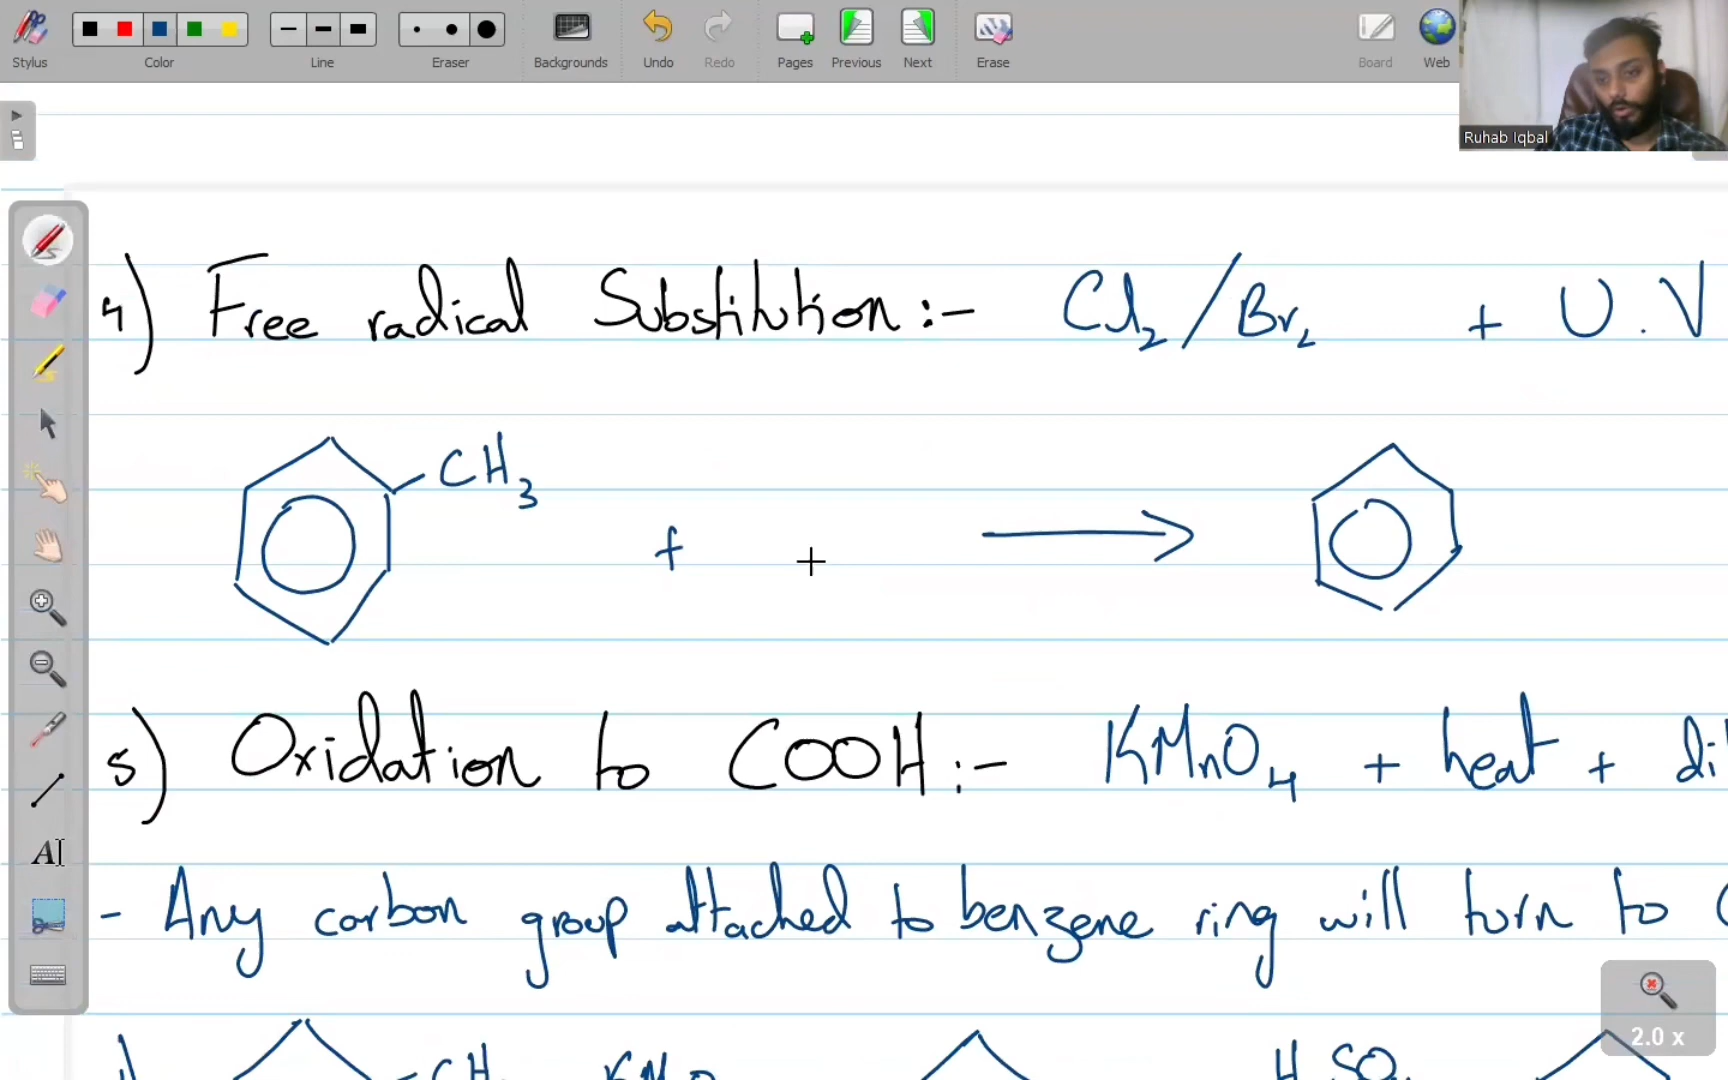 Stylus
Color
Line
Eraser
Backgrounds
Undo
Redo
Pages
Previous
Next
Erase
Board
Web
Ruhab Iqbal
4) Free radical Substitution :- Cl2/Br2 + U.V
CH3
+ →
5) Oxidation to COOH :- KMnO4 + heat + dil
- Any carbon group attached to benzene ring will turn to C
AI
2.0 x